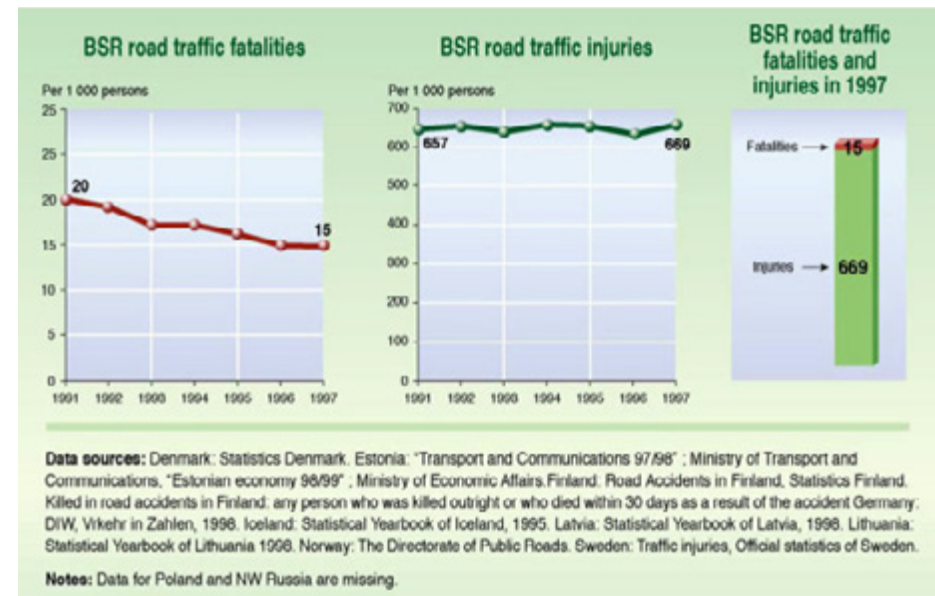 BSR road traffic fatalities
Per 1 000 persons
25
25
20
15
10
5
0
20
15
1991 1992 1993 1994 1995 1996 1997
BSR road traffic injuries
Per 1 000 persons
700
600
500
400
300
200
100
0
657
669
1991 1992 1993 1994 1995 1996 1997
BSR road traffic
fatalities and
injuries in 1997
Fatalities
15
Injuries
669
Data sources: Denmark: Statistics Denmark. Estonia: "Transport and Communications 97/98" ; Ministry of Transport and
Communications, "Estonian economy 98/99" ; Ministry of Economic Affairs.Finland: Road Accidents in Finland, Statistics Finland.
Killed in road accidents in Finland: any person who was killed outright or who died within 30 days as a result of the accident Germany:
DIW, Vrkehr in Zahlen, 1998. Iceland: Statistical Yearbook of Iceland, 1995. Latvia: Statistical Yearbook of Latvia, 1998. Lithuania:
Statistical Yearbook of Lithuania 1998. Norway: The Directorate of Public Roads. Sweden: Traffic injuries, Official statistics of Sweden.
Notes: Data for Poland and NW Russia are missing.